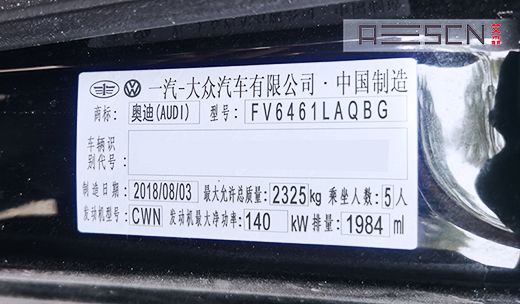 AEESCN
一汽-大众汽车有限公司·中国制造
商标: 奥迪(AUDI) 型号: FV6461LAQBG
车辆识
别代号:
制造日期: 2018/08/03 最大允许总质量: 2325kg 乘坐人数: 5人
发动机型号: CWN 发动机最大净功率: 140 kW 排量: 1984 ml